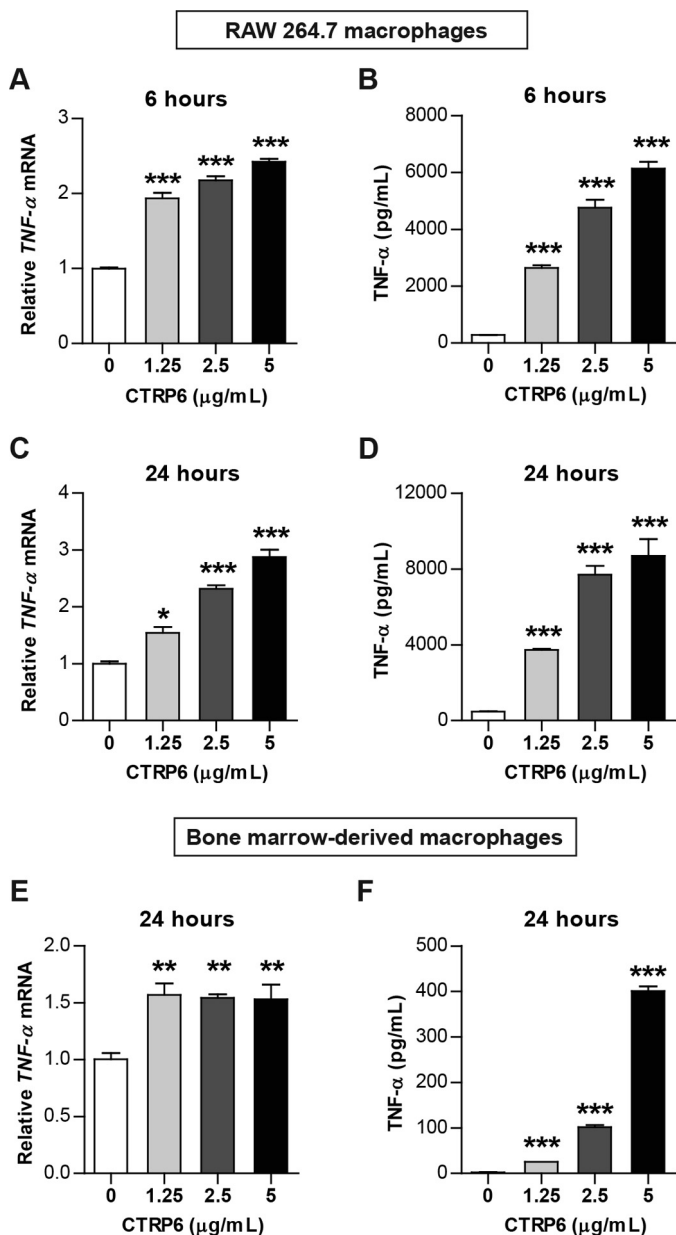 RAW 264.7 macrophages
A
6 hours
Relative TNF-α mRNA
3
2
1
0
***
***
***
0 1.25 2.5 5
CTRP6 (μg/mL)
B
6 hours
TNF-α (pg/mL)
8000
6000
4000
2000
0
***
***
***
0 1.25 2.5 5
CTRP6 (μg/mL)
C
24 hours
Relative TNF-α mRNA
4
3
2
1
0
*
***
***
0 1.25 2.5 5
CTRP6 (μg/mL)
D
24 hours
TNF-α (pg/mL)
12000
8000
4000
0
***
***
***
0 1.25 2.5 5
CTRP6 (μg/mL)
Bone marrow-derived macrophages
E
24 hours
Relative TNF-α mRNA
2.0
1.5
1.0
0.5
0.0
**
**
**
0 1.25 2.5 5
CTRP6 (μg/mL)
F
24 hours
TNF-α (pg/mL)
500
400
300
200
100
0
***
***
***
0 1.25 2.5 5
CTRP6 (μg/mL)